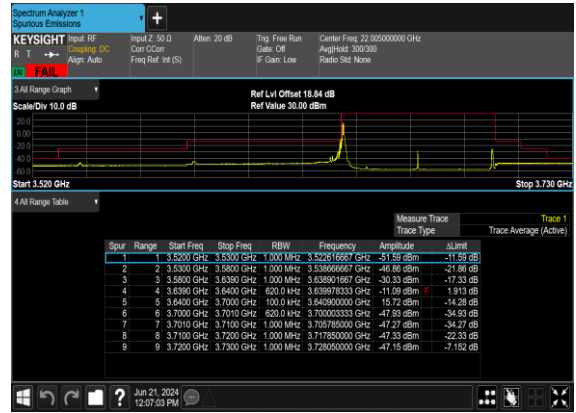 Spectrum Analyzer 1
Spurious Emissions
+
KEYSIGHT Input: RF Input Z: 50 Ω Atten: 20 dB Trig: Free Run Center Freq: 22.005000000 GHz
R T Coupling: DC Corr CCorr Gate: Off Avg|Hold: 300/300
Align: Auto Freq Ref: Int (S) IF Gain: Low Radio Std: None
LV FAIL
3 All Range Graph
Ref Lvl Offset 18.84 dB
Scale/Div 10.0 dB Ref Value 30.00 dBm
20.0
0.00
-20.0
-40.0
-60.0
Start 3.520 GHz Stop 3.730 GHz
4 All Range Table
Measure Trace Trace 1
Trace Type Trace Average (Active)
Spur Range Start Freq Stop Freq RBW Frequency Amplitude ΔLimit
1 1 3.5200 GHz 3.5300 GHz 1.000 MHz 3.522616667 GHz -51.59 dBm -11.59 dB
2 2 3.5300 GHz 3.5800 GHz 1.000 MHz 3.538666667 GHz -46.86 dBm -21.86 dB
3 3 3.5800 GHz 3.6390 GHz 1.000 MHz 3.638901667 GHz -30.33 dBm -17.33 dB
4 4 3.6390 GHz 3.6400 GHz 620.0 kHz 3.639978333 GHz -11.09 dBm F 1.913 dB
5 5 3.6400 GHz 3.7000 GHz 100.0 kHz 3.640900000 GHz 15.72 dBm -14.28 dB
6 6 3.7000 GHz 3.7010 GHz 620.0 kHz 3.700003333 GHz -47.93 dBm -34.93 dB
7 7 3.7010 GHz 3.7100 GHz 1.000 MHz 3.705785000 GHz -47.27 dBm -34.27 dB
8 8 3.7100 GHz 3.7200 GHz 1.000 MHz 3.717850000 GHz -47.33 dBm -22.33 dB
9 9 3.7200 GHz 3.7300 GHz 1.000 MHz 3.728050000 GHz -47.15 dBm -7.152 dB
? Jun 21, 2024
12:07:03 PM